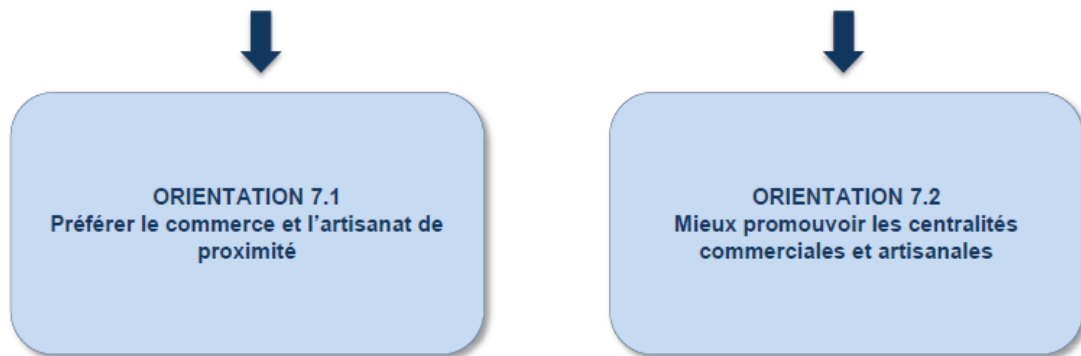 ORIENTATION 7.1
Préférer le commerce et l’artisanat de
proximité
ORIENTATION 7.2
Mieux promouvoir les centralités
commerciales et artisanales